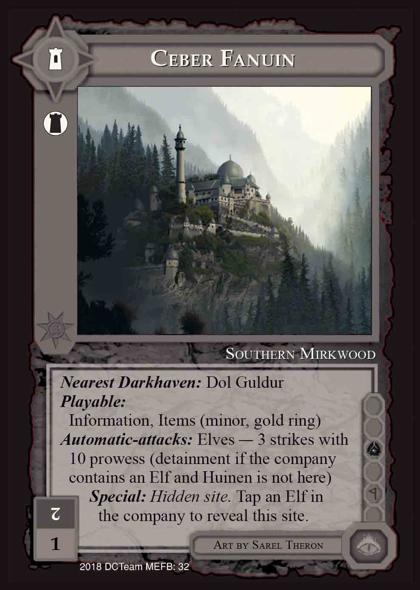 CEBER FANUIN
SOUTHERN MIRKWOOD
Nearest Darkhaven: Dol Guldur
Playable:
Information, Items (minor, gold ring)
Automatic-attacks: Elves — 3 strikes with
10 prowess (detainment if the company
contains an Elf and Huinen is not here)
Special: Hidden site. Tap an Elf in
the company to reveal this site.
2
1
ART BY SAREL THERON
2018 DCTeam MEFB: 32